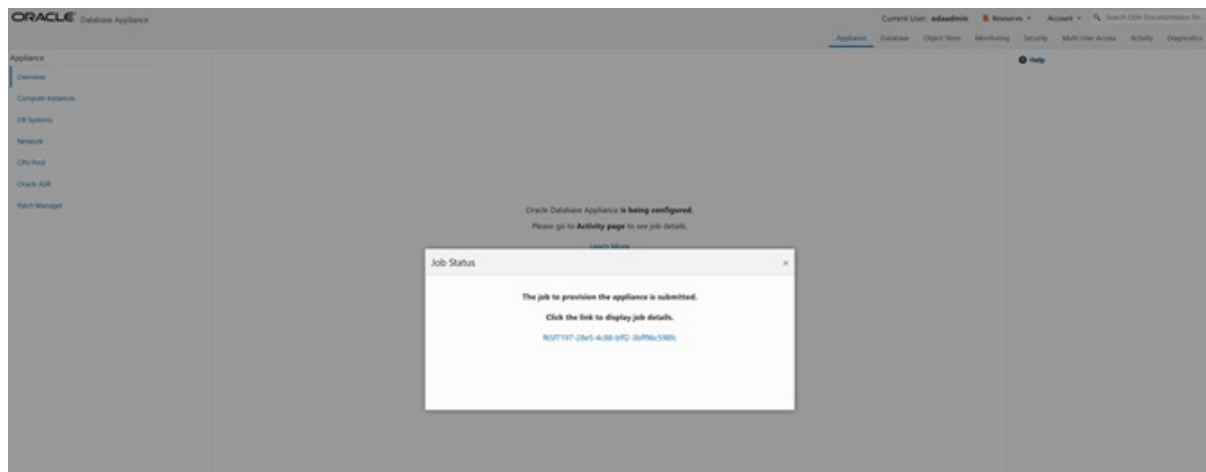 ORACLE Database Appliance
Current User: odaadmin Resources Account Search ODA Documentation for..
Appliance Database Object Store Monitoring Security Multi-User Access Activity Diagnostics
Appliance
Help
Overview
Compute Instances
DB Systems
Network
CPU Pool
Oracle ASR
Patch Manager
Oracle Database Appliance is being configured.
Please go to Activity page to see job details.
Learn More
Job Status ×
The job to provision the appliance is submitted.
Click the link to display job details.